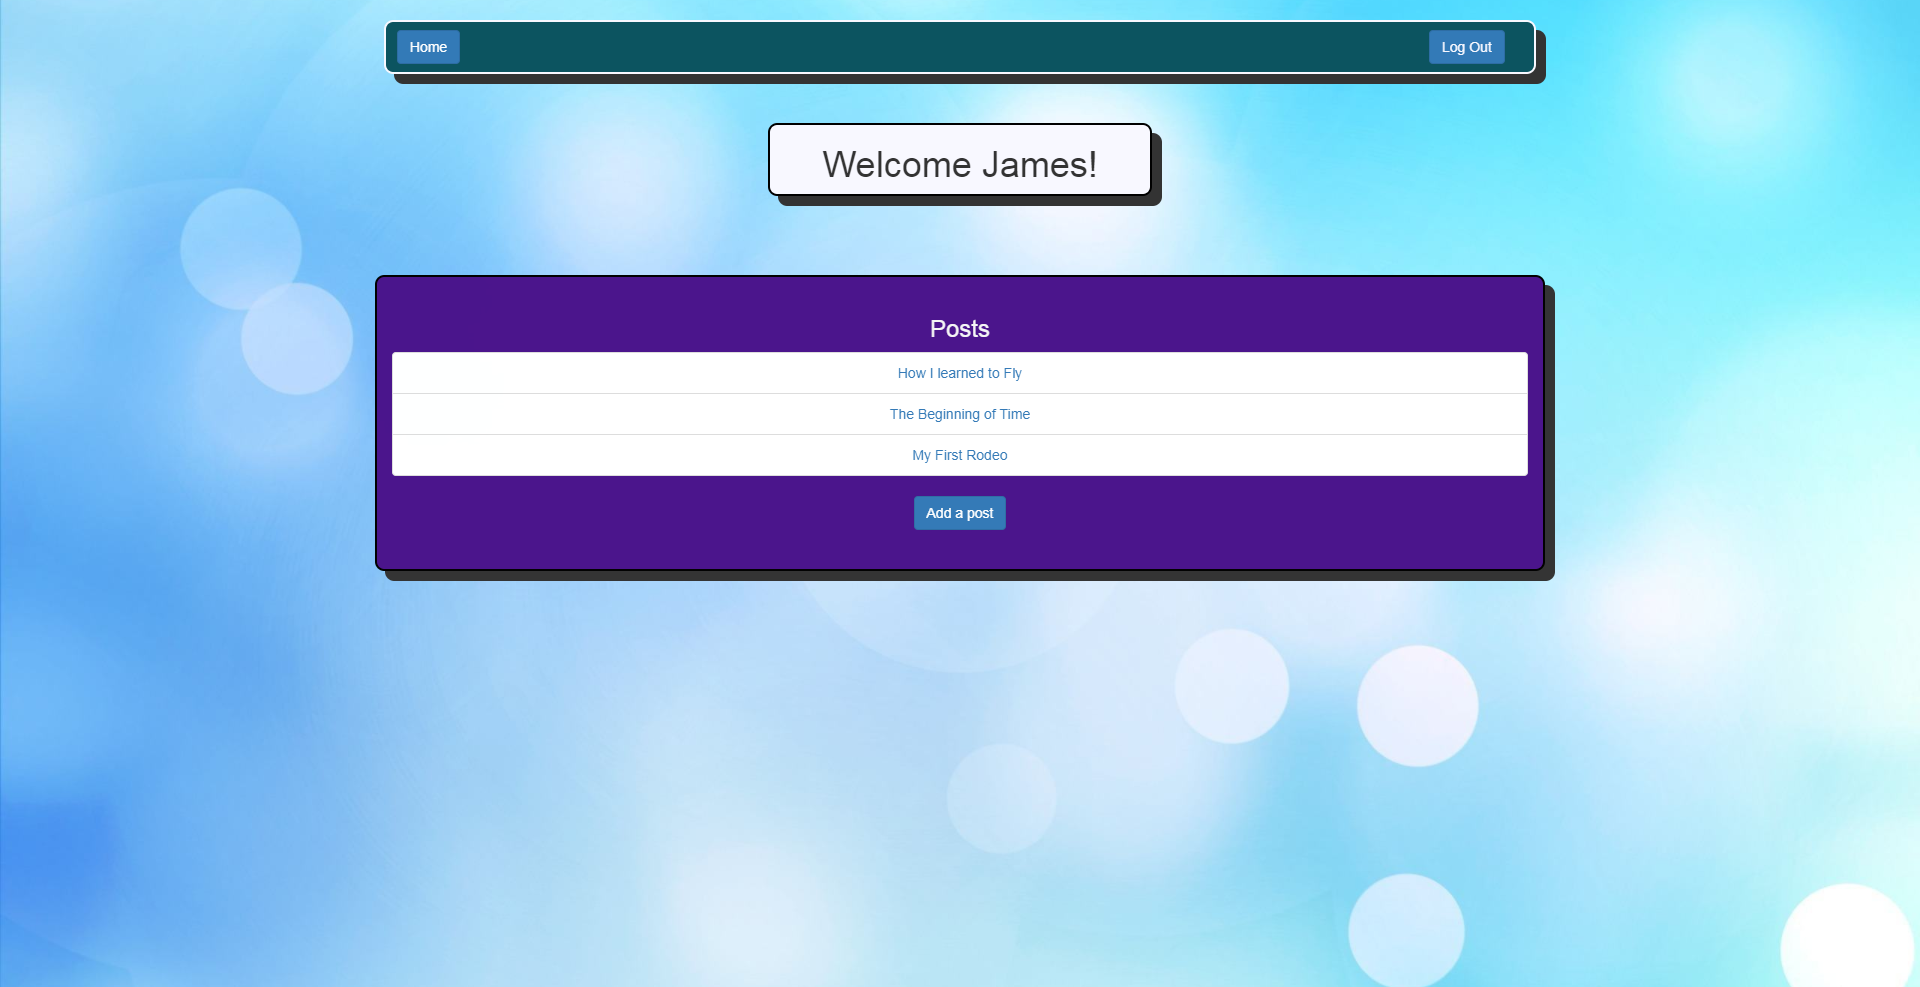 Home
Log Out
Welcome James!
Posts
How I learned to Fly
The Beginning of Time
My First Rodeo
Add a post